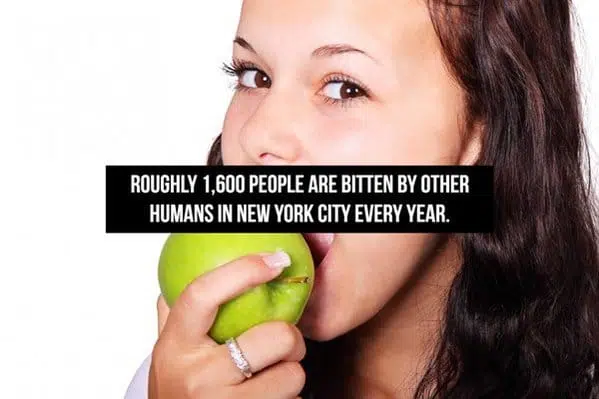 ROUGHLY 1,600 PEOPLE ARE BITTEN BY OTHER
HUMANS IN NEW YORK CITY EVERY YEAR.